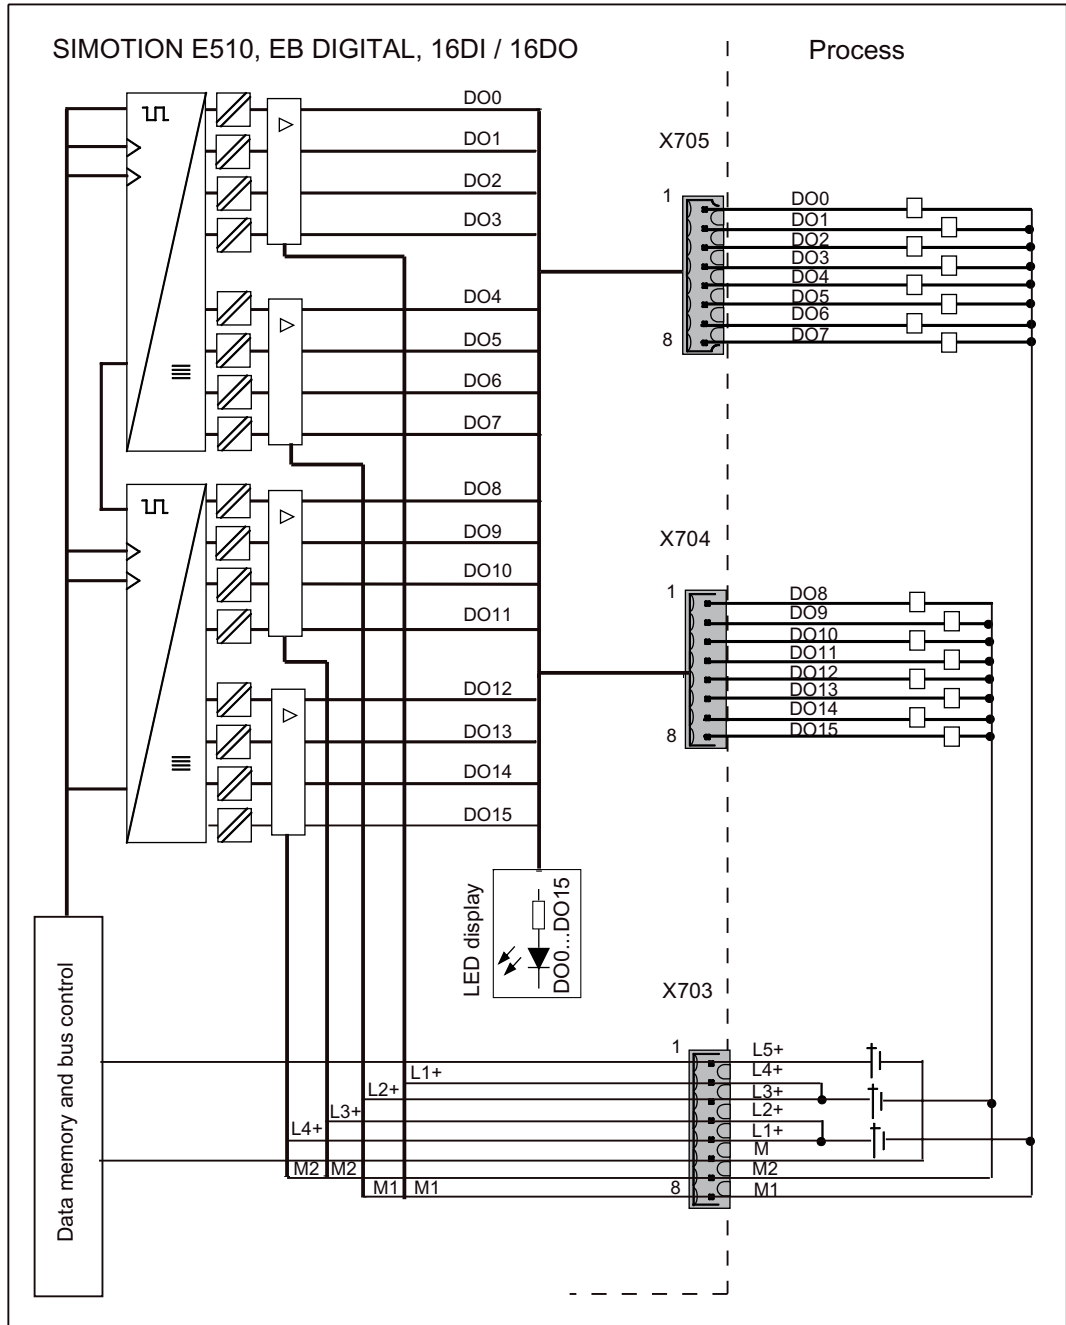 SIMOTION E510, EB DIGITAL, 16DI / 16DO
Process
DO0
DO1
DO2
DO3
DO4
DO5
DO6
DO7
DO8
DO9
DO10
DO11
DO12
DO13
DO14
DO15
X705
1
8
DO0
DO1
DO2
DO3
DO4
DO5
DO6
DO7
X704
1
8
DO8
DO9
DO10
DO11
DO12
DO13
DO14
DO15
LED display
DO0...DO15
Data memory and bus control
X703
1
8
L1+
L2+
L3+
L4+
M2 M2
M1 M1
L5+
L4+
L3+
L2+
L1+
M
M2
M1